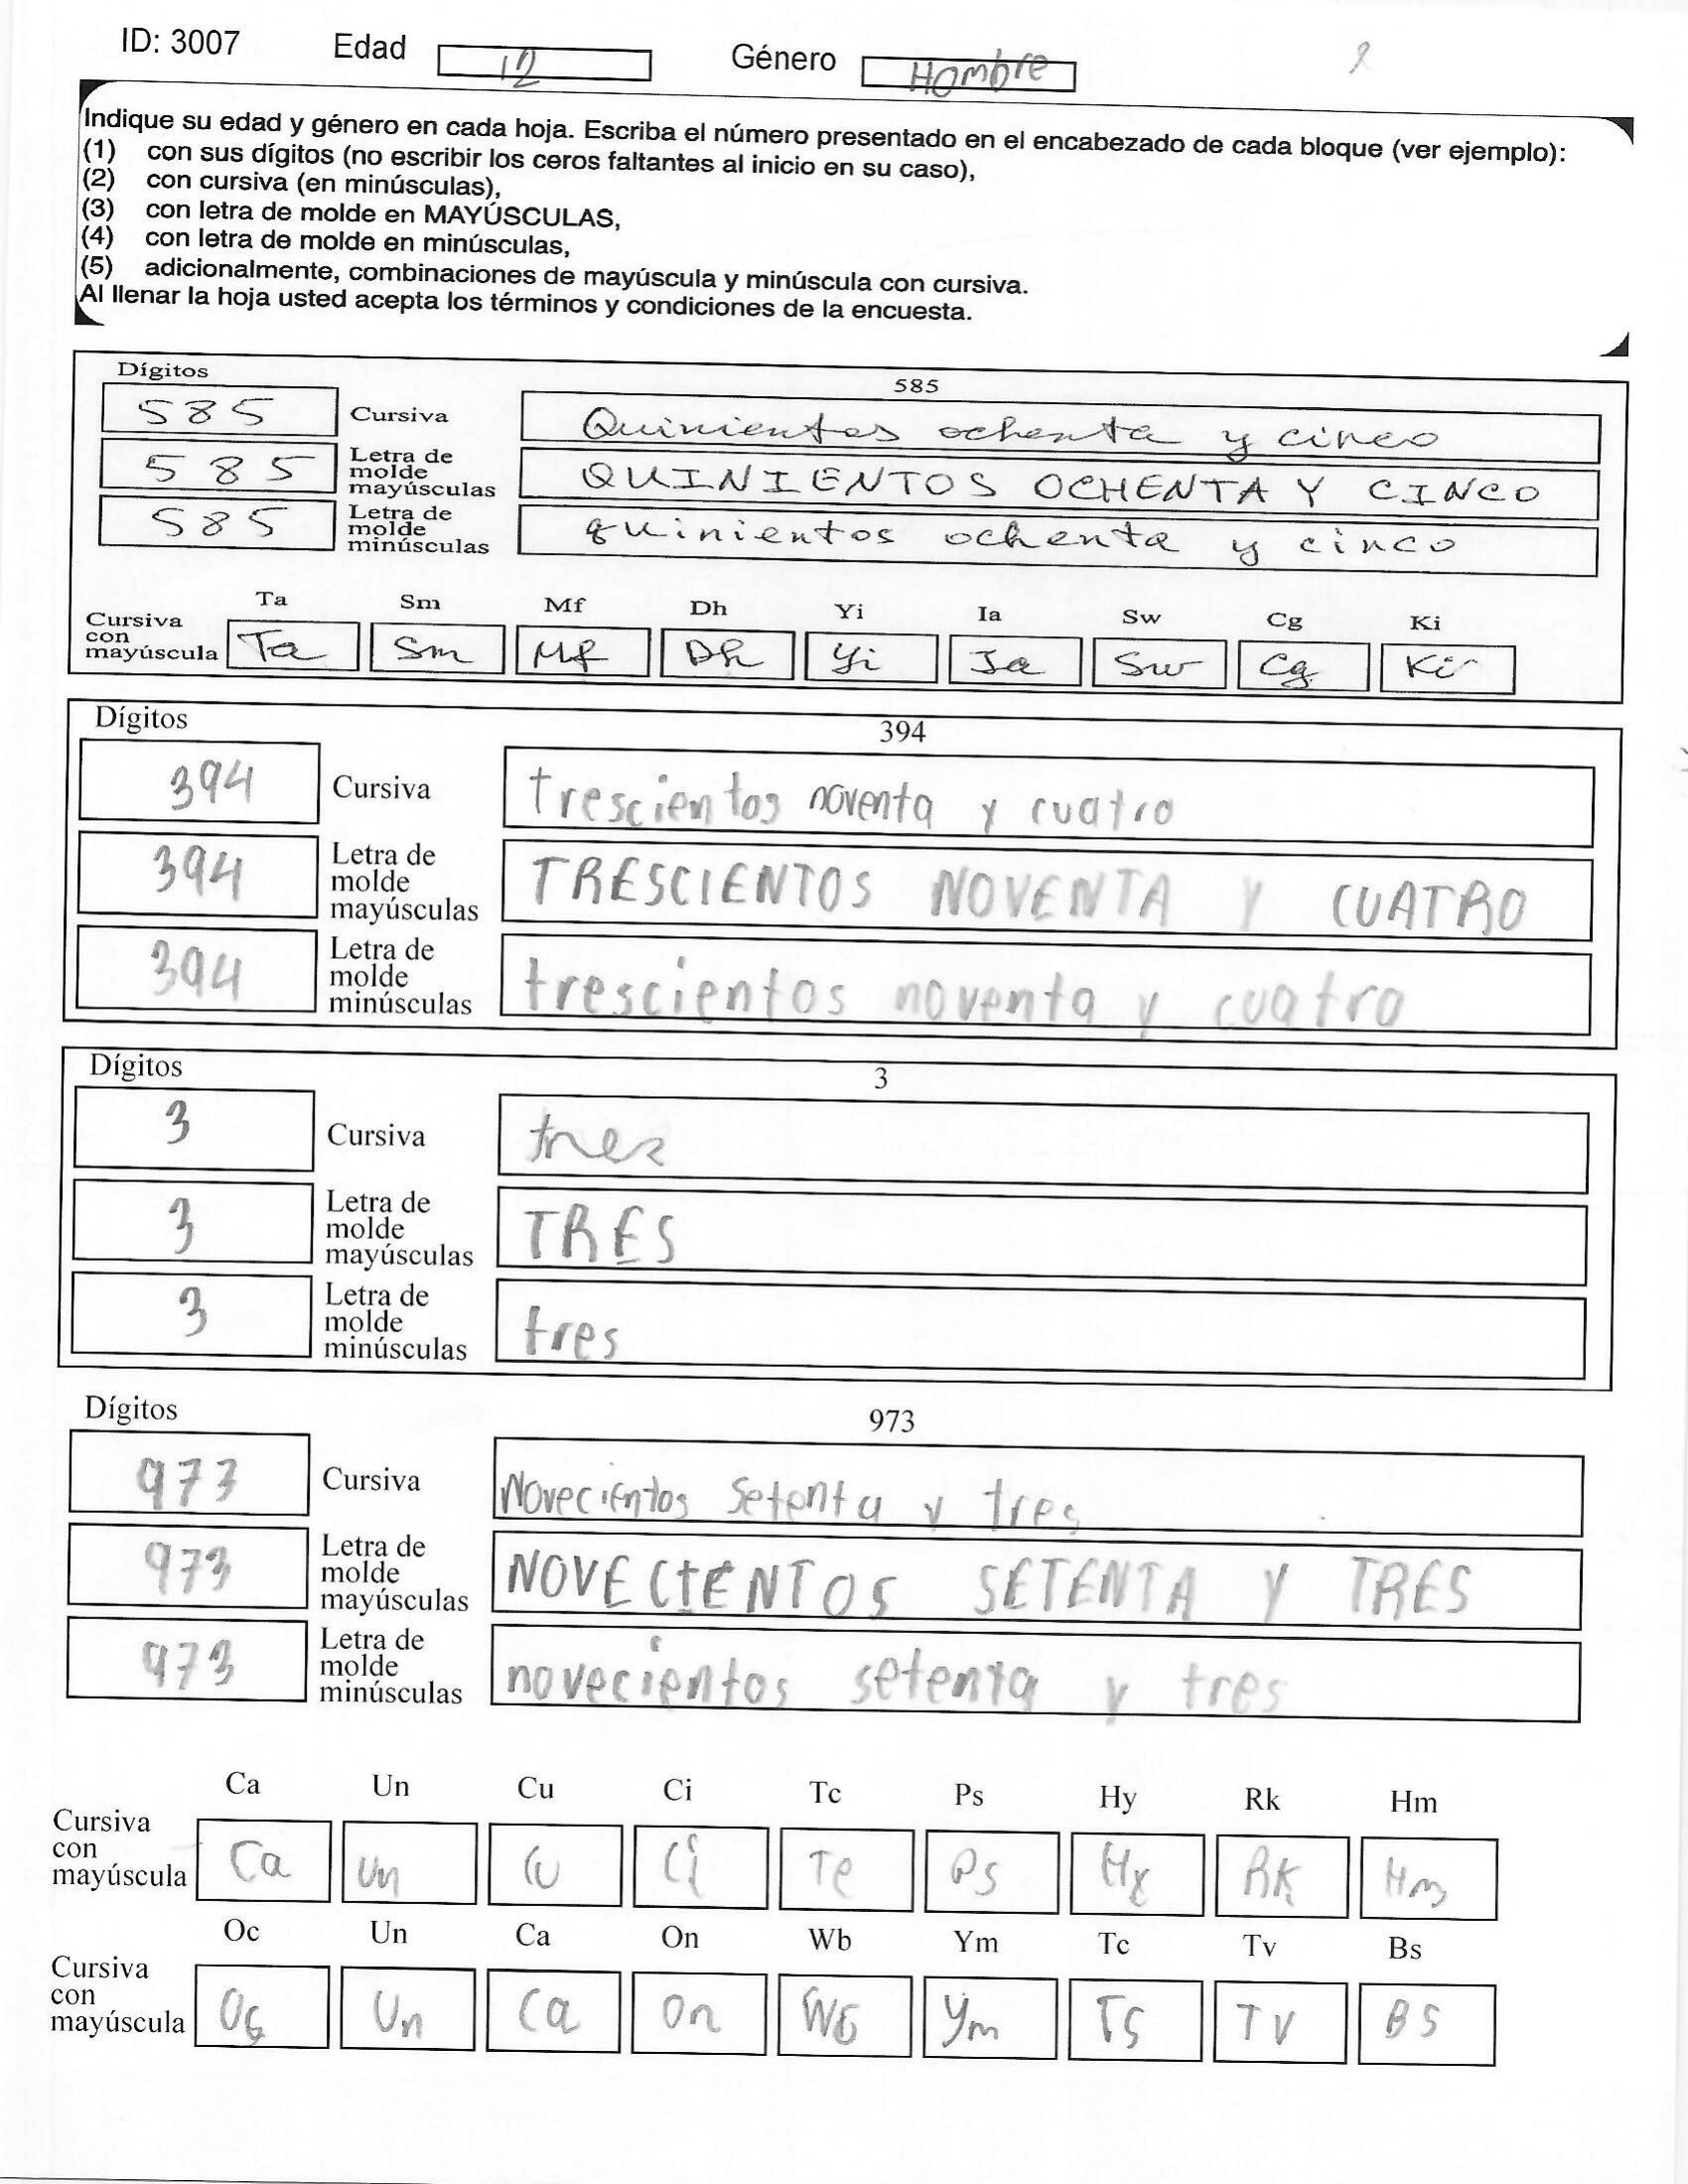 ID: 3007 Edad 12 Género Hombre
Indique su edad y género en cada hoja. Escriba el número presentado en el encabezado de cada bloque (ver ejemplo):
(1) con sus dígitos (no escribir los ceros faltantes al inicio en su caso),
(2) con cursiva (en minúsculas),
(3) con letra de molde en MAYÚSCULAS,
(4) con letra de molde en minúsculas,
(5) adicionalmente, combinaciones de mayúscula y minúscula con cursiva.
Al llenar la hoja usted acepta los términos y condiciones de la encuesta.
Dígitos 585
585 Cursiva Quinientos ochenta y cinco
585 Letra de molde mayúsculas QUINIENTOS OCHENTA Y CINCO
585 Letra de molde minúsculas quinientos ochenta y cinco
Ta Sm Mf Dh Yi Ia Sw Cg Ki
Cursiva con mayúscula Ta Sm Mf Dh Yi Ia Sw Cg Ki
Dígitos 394
394 Cursiva trescientos noventa y cuatro
394 Letra de molde mayúsculas TRESCIENTOS NOVENTA Y CUATRO
394 Letra de molde minúsculas trescientos noventa y cuatro
Dígitos 3
3 Cursiva tres
3 Letra de molde mayúsculas TRES
3 Letra de molde minúsculas tres
Dígitos 973
973 Cursiva Novecientos setenta y tres
973 Letra de molde mayúsculas NOVECIENTOS SETENTA Y TRES
973 Letra de molde minúsculas novecientos setenta y tres
Ca Un Cu Ci Tc Ps Hy Rk Hm
Cursiva con mayúscula Ca Un Cu Ci Te Ps Hy Rk Hm
Oc Un Ca On Wb Ym Tc Tv Bs
Cursiva con mayúscula Un Ca On Ym TV BS